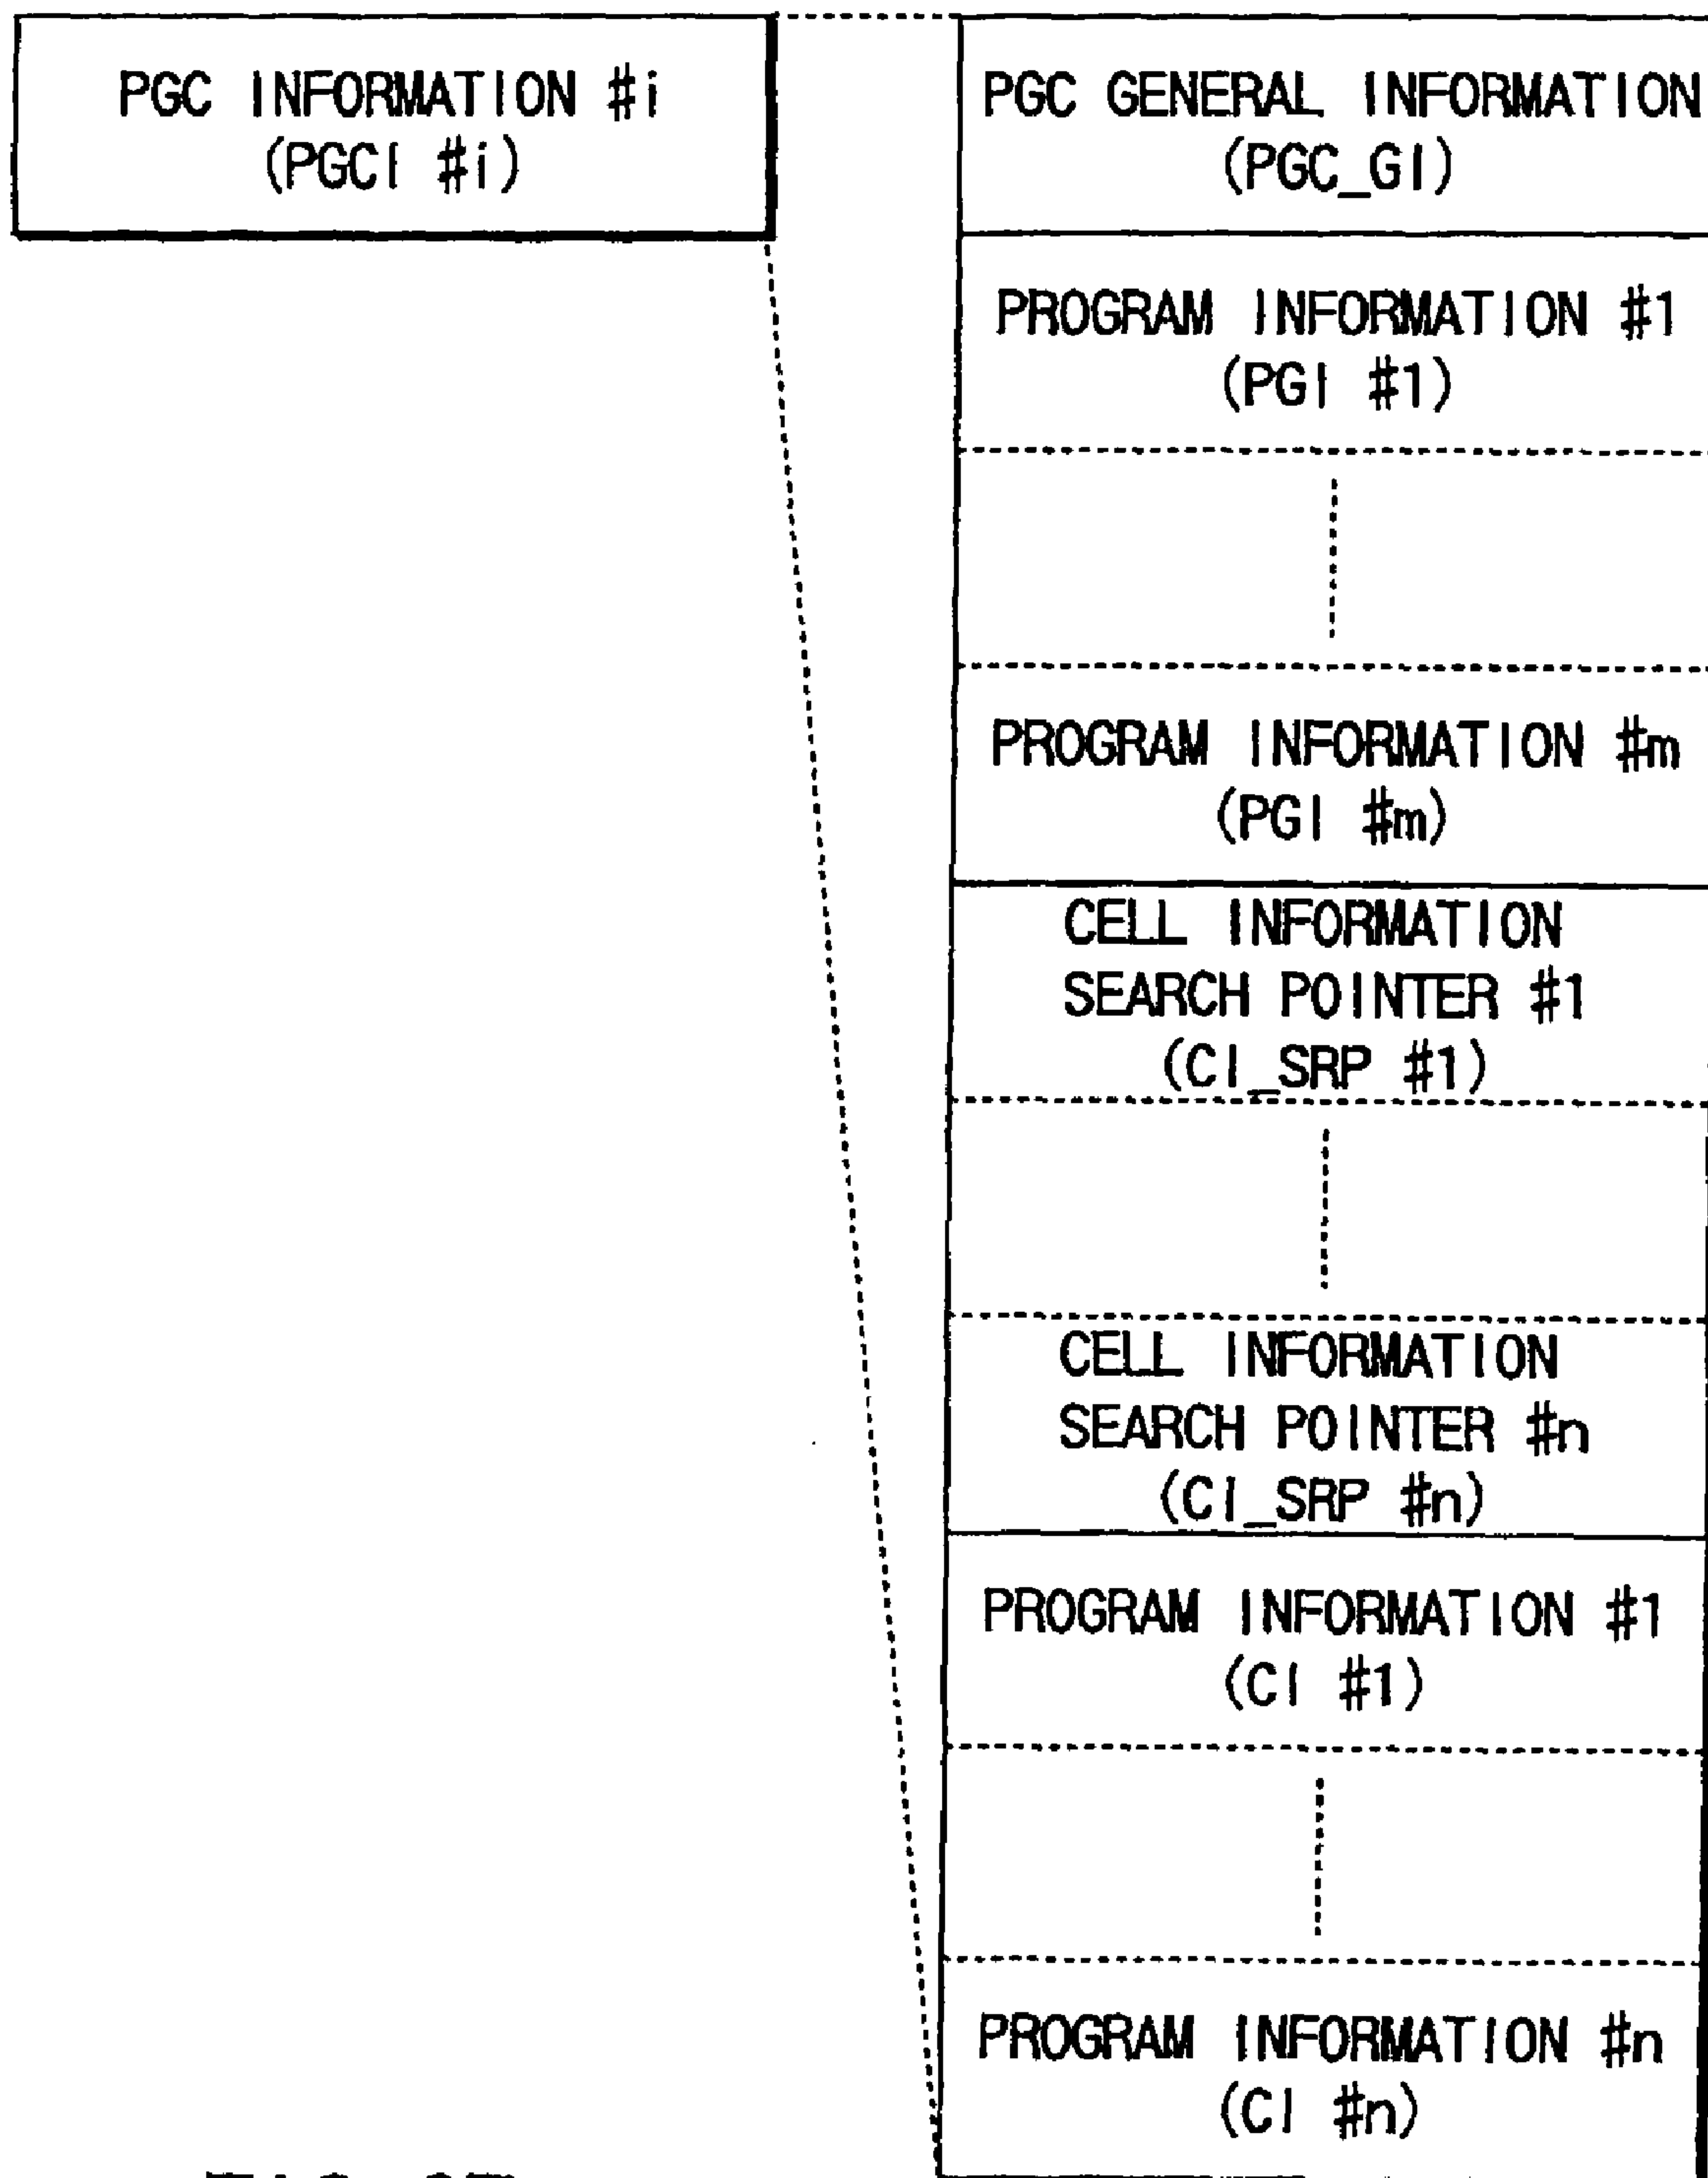 PGC INFORMATION #i
(PGCI #i)
PGC GENERAL INFORMATION
(PGC_GI)
PROGRAM INFORMATION #1
(PGI #1)
PROGRAM INFORMATION #m
(PGI #m)
CELL INFORMATION
SEARCH POINTER #1
(CI_SRP #1)
CELL INFORMATION
SEARCH POINTER #n
(CI_SRP #n)
PROGRAM INFORMATION #1
(CI #1)
PROGRAM INFORMATION #n
(CI #n)